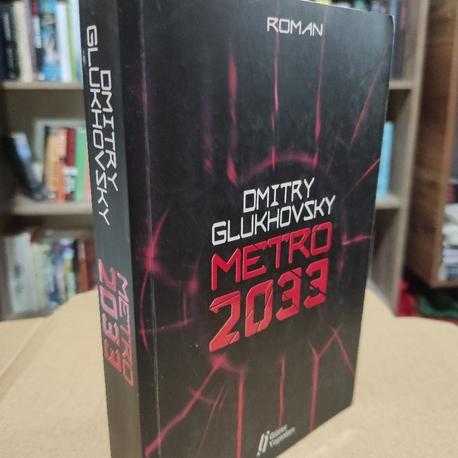 ROMAN
DMITRY
GLUKHOVSKY
METRO
2033
DMITRY
GLUKHOVSKY
METRO
2033